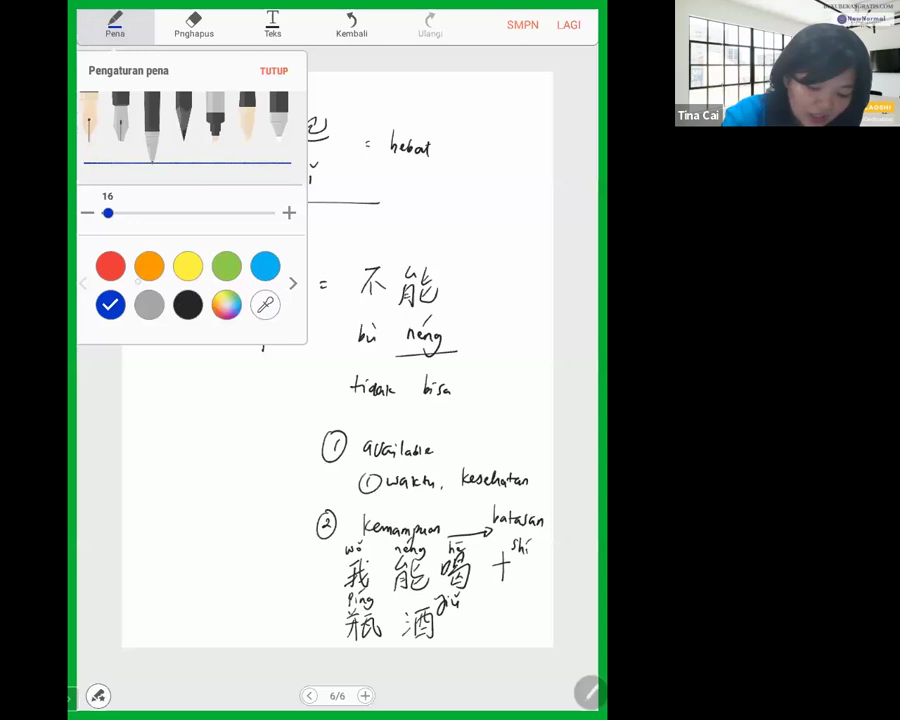 Pena
Pnghapus
Teks
Kembali
Ulangi
SMPN
LAGI
Pengaturan pena
TUTUP
16
= hebat
= 不能
bù néng
tidak bisa
① available
① waktu, kesehatan
② kemampuan → batasan
wǒ néng hē shí
我 能 喝 十
píng jiǔ
瓶 酒
6/6
NewNormal
Tina Cai